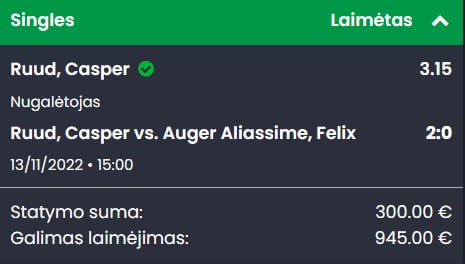 Singles Laimėtas
Ruud, Casper 3.15
Nugalėtojas
Ruud, Casper vs. Auger Aliassime, Felix 2:0
13/11/2022 • 15:00
Statymo suma: 300.00 €
Galimas laimėjimas: 945.00 €